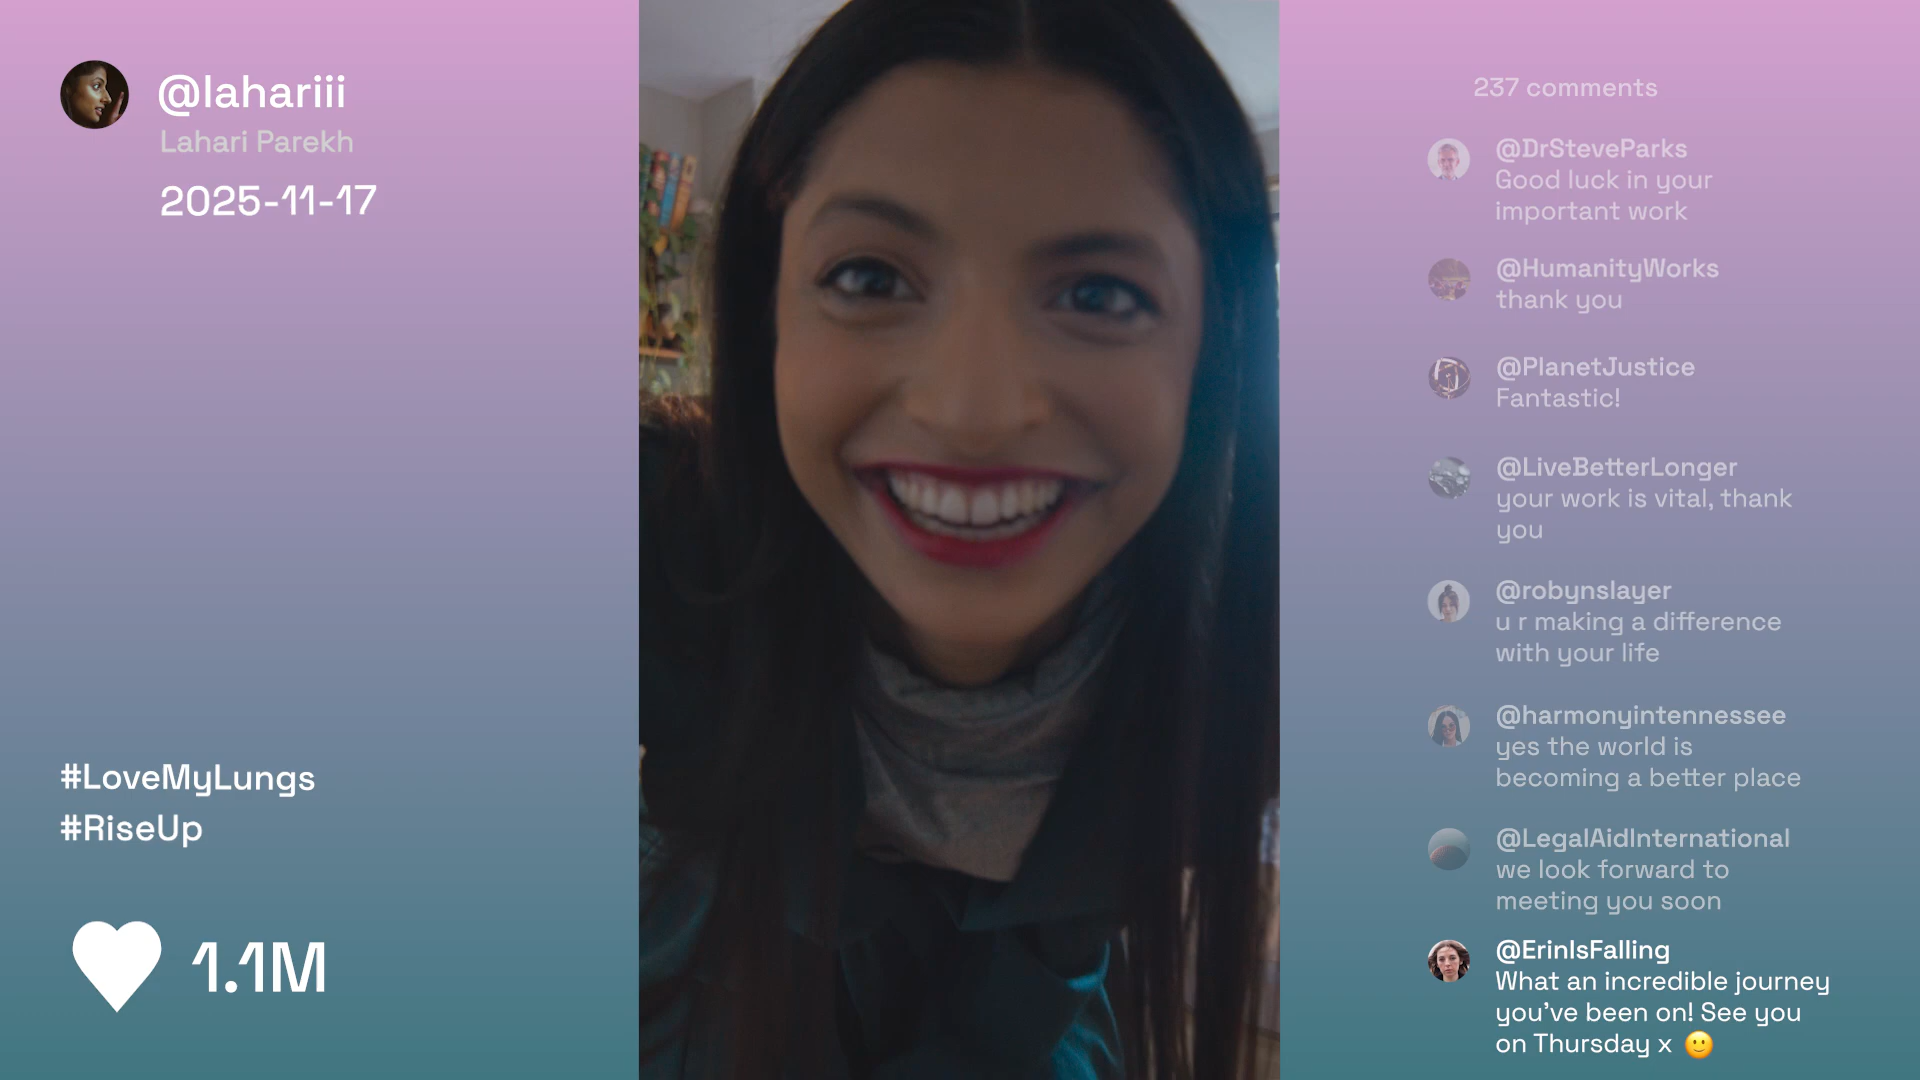 @lahariii
Lahari Parekh
2025-11-17
#LoveMyLungs
#RiseUp
1.1M
237 comments
@DrSteveParks
Good luck in your
important work
@HumanityWorks
thank you
@PlanetJustice
Fantastic!
@LiveBetterLonger
your work is vital, thank
you
@robynslayer
u r making a difference
with your life
@harmonyintennessee
yes the world is
becoming a better place
@LegalAidInternational
we look forward to
meeting you soon
@ErinIsFalling
What an incredible journey
you’ve been on! See you
on Thursday x 🙂